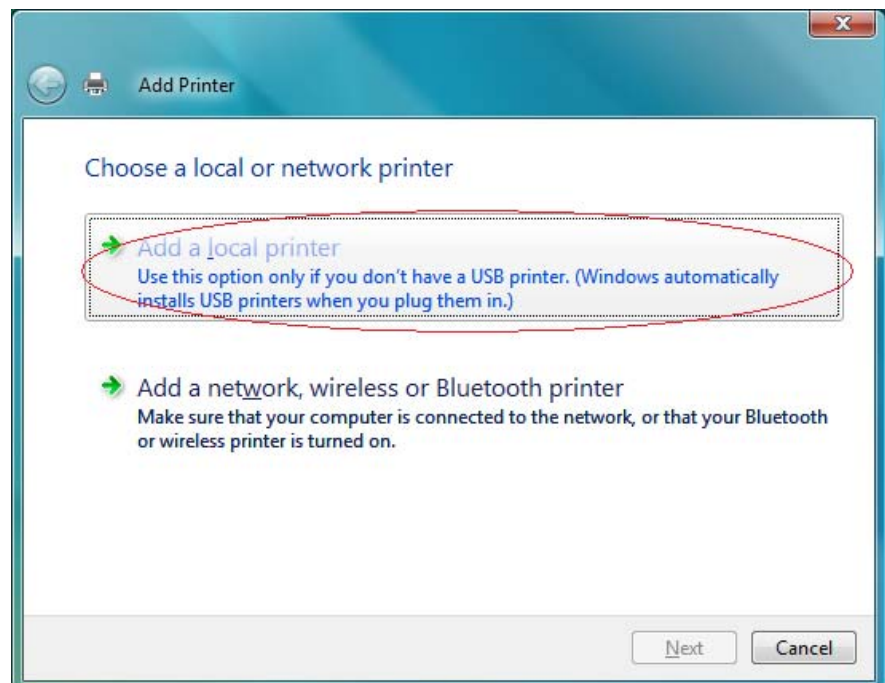 Add Printer
Choose a local or network printer
Add a local printer
Use this option only if you don't have a USB printer. (Windows automatically
installs USB printers when you plug them in.)
Add a network, wireless or Bluetooth printer
Make sure that your computer is connected to the network, or that your Bluetooth
or wireless printer is turned on.
Next
Cancel